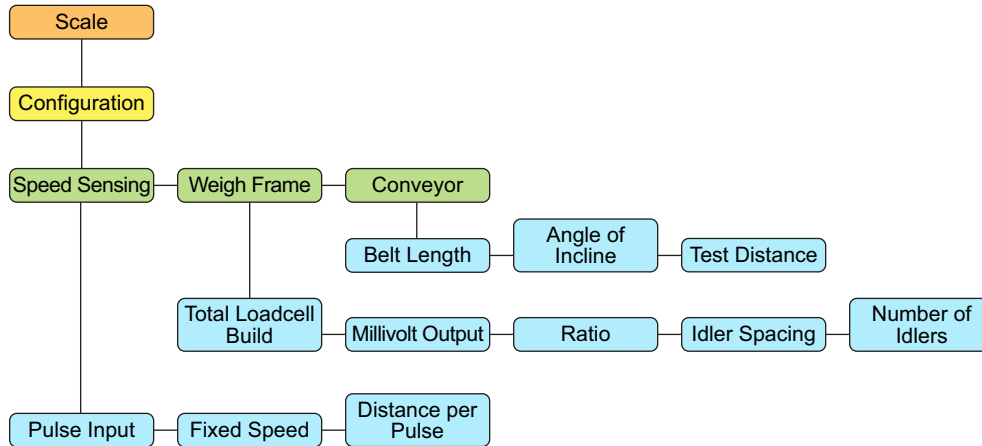 Scale
Configuration
Speed Sensing
Weigh Frame
Conveyor
Belt Length
Angle of
Incline
Test Distance
Total Loadcell
Build
Millivolt Output
Ratio
Idler Spacing
Number of
Idlers
Pulse Input
Fixed Speed
Distance per
Pulse